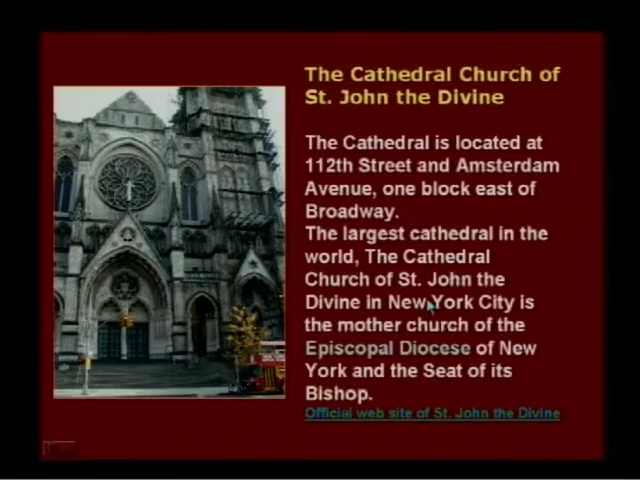 The Cathedral Church of
St. John the Divine
The Cathedral is located at
112th Street and Amsterdam
Avenue, one block east of
Broadway.
The largest cathedral in the
world, The Cathedral
Church of St. John the
Divine in New York City is
the mother church of the
Episcopal Diocese of New
York and the Seat of its
Bishop.
Official web site of St. John the Divine